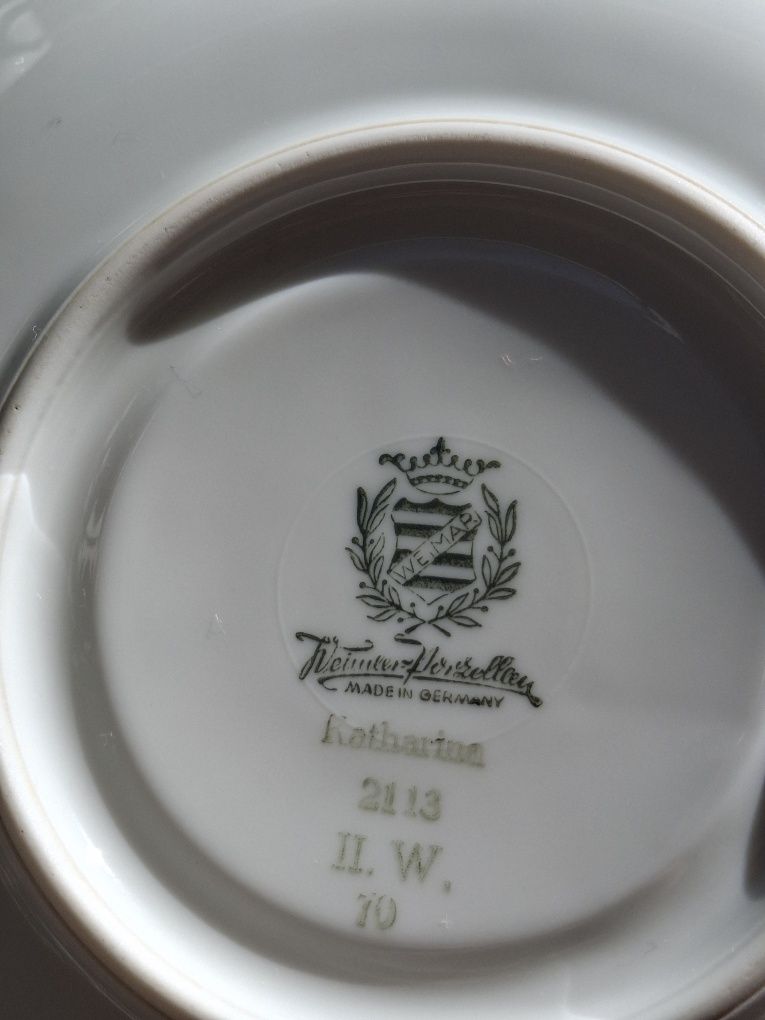 WEIMAR
Weimar-Porzellan
MADE IN GERMANY
Katharina
2113
II. W.
70